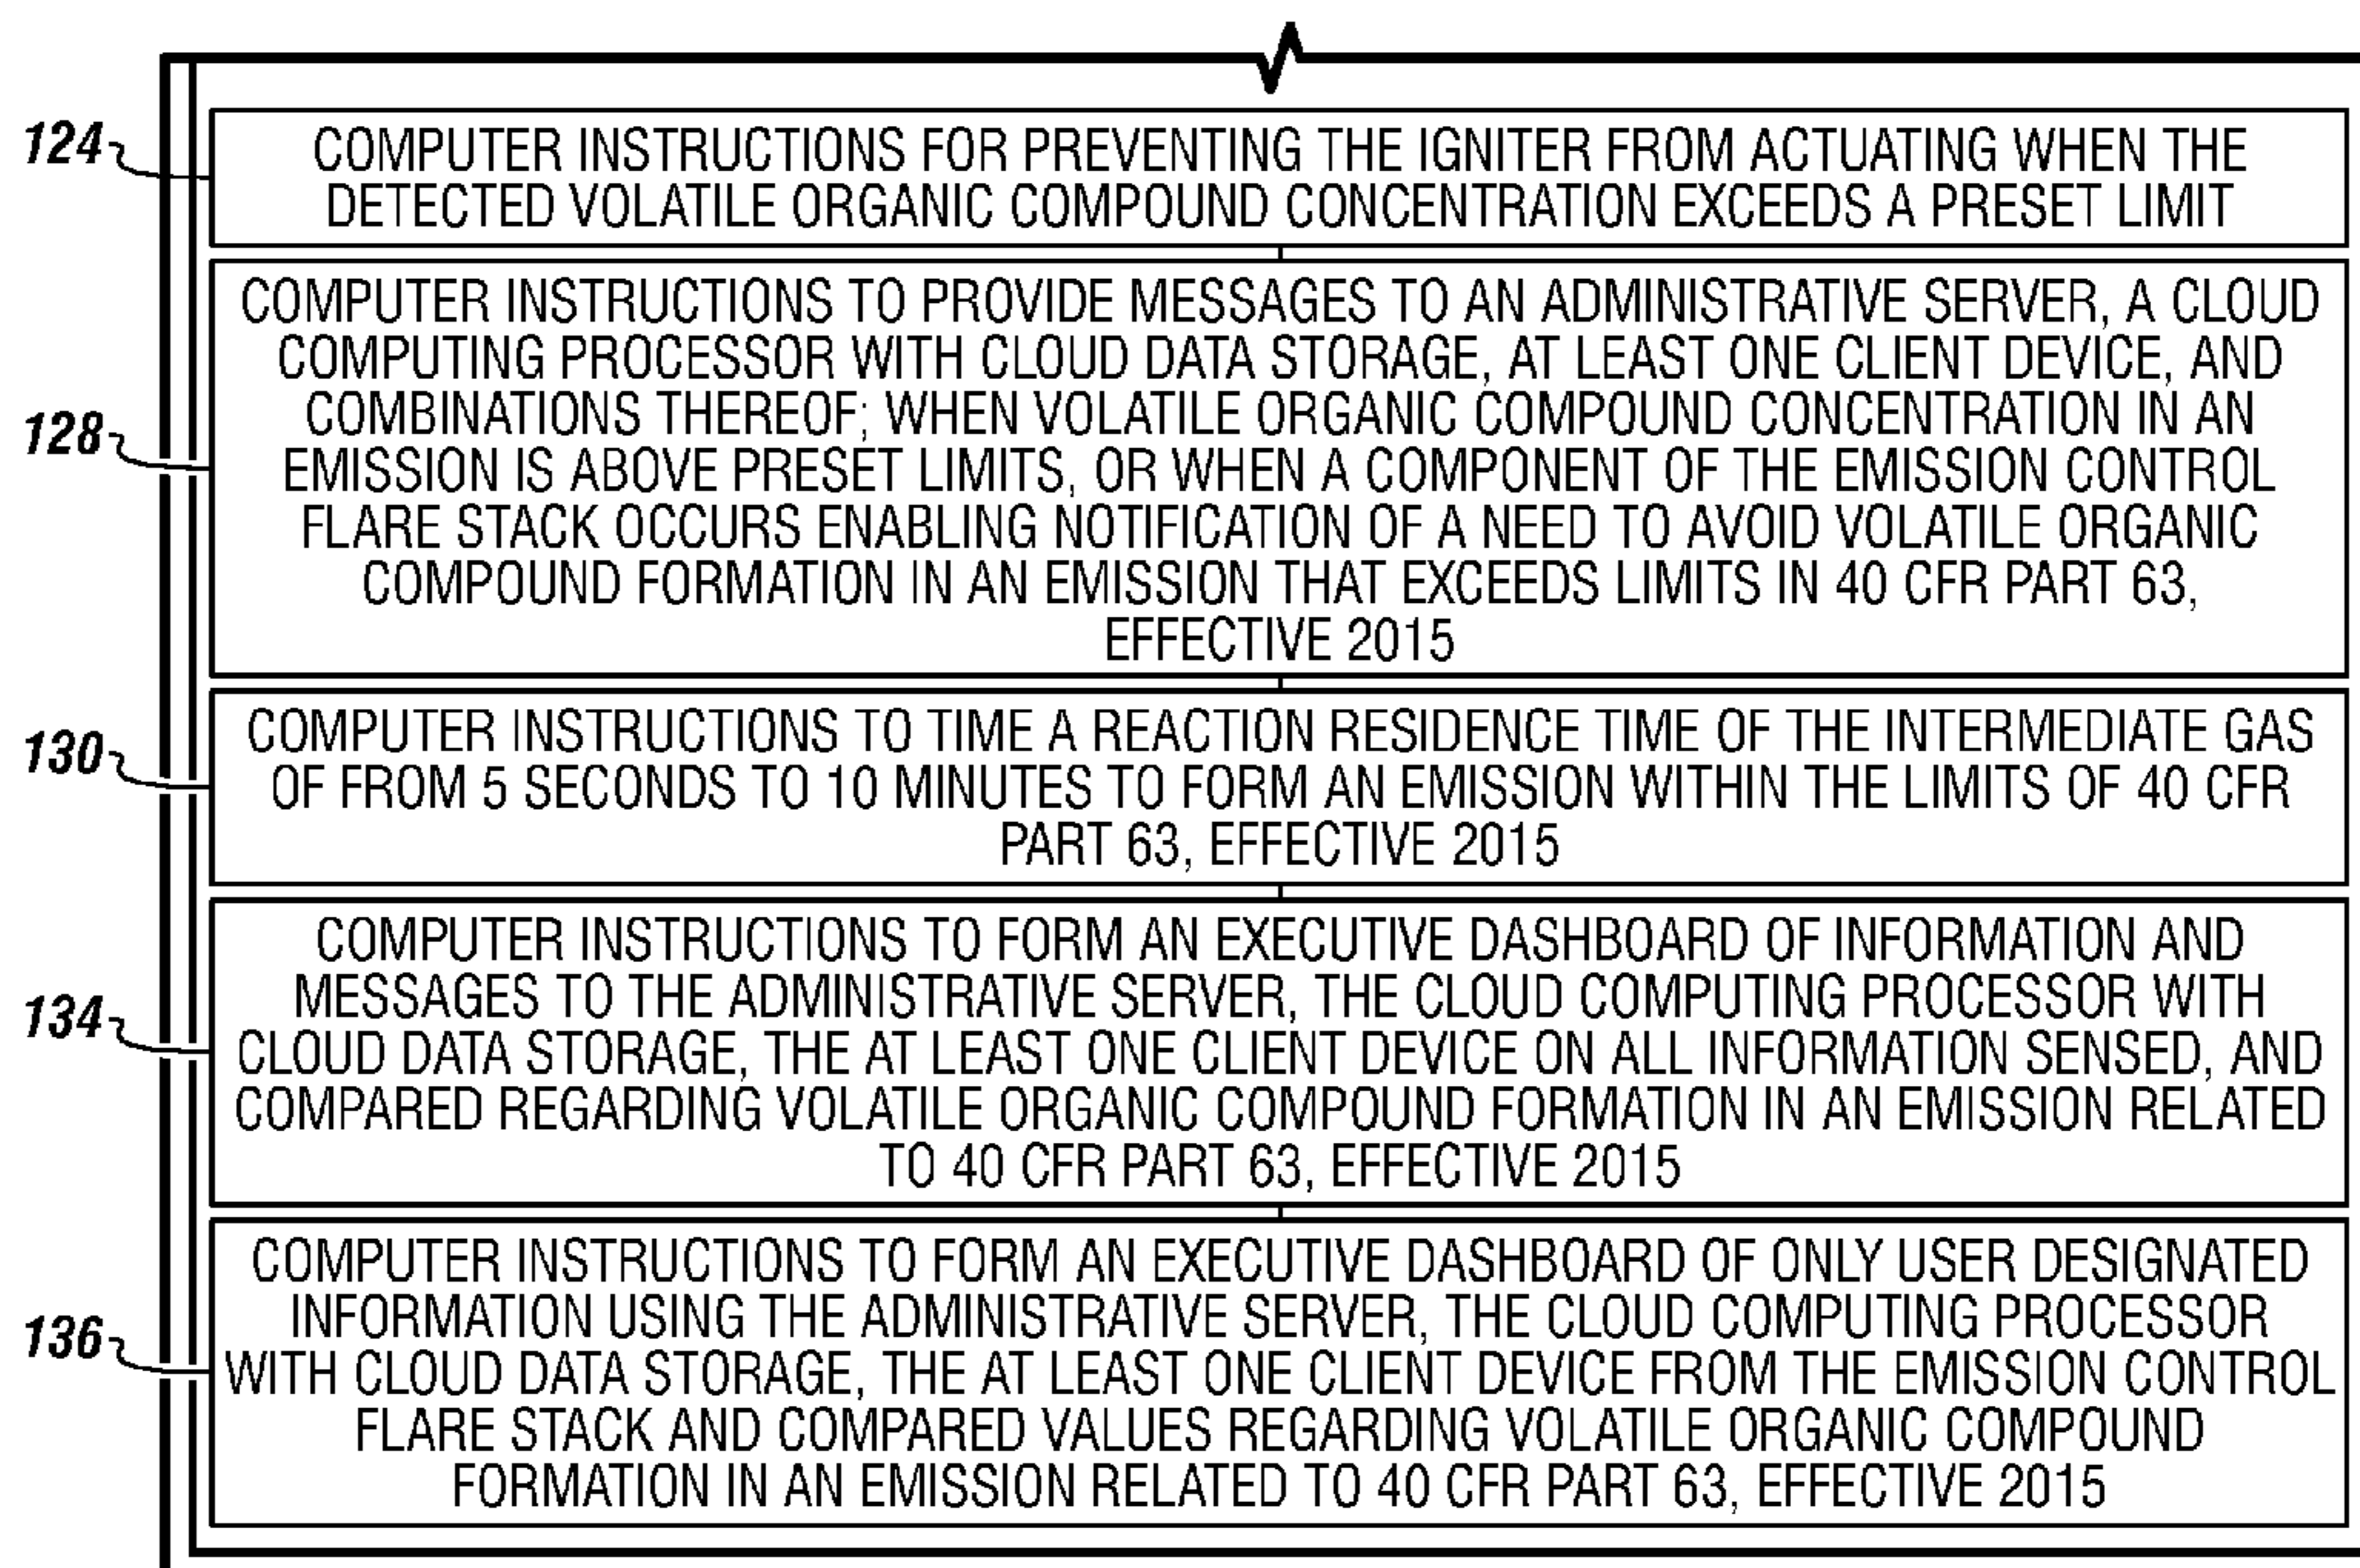 124
COMPUTER INSTRUCTIONS FOR PREVENTING THE IGNITER FROM ACTUATING WHEN THE
DETECTED VOLATILE ORGANIC COMPOUND CONCENTRATION EXCEEDS A PRESET LIMIT
128
COMPUTER INSTRUCTIONS TO PROVIDE MESSAGES TO AN ADMINISTRATIVE SERVER, A CLOUD
COMPUTING PROCESSOR WITH CLOUD DATA STORAGE, AT LEAST ONE CLIENT DEVICE, AND
COMBINATIONS THEREOF; WHEN VOLATILE ORGANIC COMPOUND CONCENTRATION IN AN
EMISSION IS ABOVE PRESET LIMITS, OR WHEN A COMPONENT OF THE EMISSION CONTROL
FLARE STACK OCCURS ENABLING NOTIFICATION OF A NEED TO AVOID VOLATILE ORGANIC
COMPOUND FORMATION IN AN EMISSION THAT EXCEEDS LIMITS IN 40 CFR PART 63,
EFFECTIVE 2015
130
COMPUTER INSTRUCTIONS TO TIME A REACTION RESIDENCE TIME OF THE INTERMEDIATE GAS
OF FROM 5 SECONDS TO 10 MINUTES TO FORM AN EMISSION WITHIN THE LIMITS OF 40 CFR
PART 63, EFFECTIVE 2015
134
COMPUTER INSTRUCTIONS TO FORM AN EXECUTIVE DASHBOARD OF INFORMATION AND
MESSAGES TO THE ADMINISTRATIVE SERVER, THE CLOUD COMPUTING PROCESSOR WITH
CLOUD DATA STORAGE, THE AT LEAST ONE CLIENT DEVICE ON ALL INFORMATION SENSED, AND
COMPARED REGARDING VOLATILE ORGANIC COMPOUND FORMATION IN AN EMISSION RELATED
TO 40 CFR PART 63, EFFECTIVE 2015
136
COMPUTER INSTRUCTIONS TO FORM AN EXECUTIVE DASHBOARD OF ONLY USER DESIGNATED
INFORMATION USING THE ADMINISTRATIVE SERVER, THE CLOUD COMPUTING PROCESSOR
WITH CLOUD DATA STORAGE, THE AT LEAST ONE CLIENT DEVICE FROM THE EMISSION CONTROL
FLARE STACK AND COMPARED VALUES REGARDING VOLATILE ORGANIC COMPOUND
FORMATION IN AN EMISSION RELATED TO 40 CFR PART 63, EFFECTIVE 2015